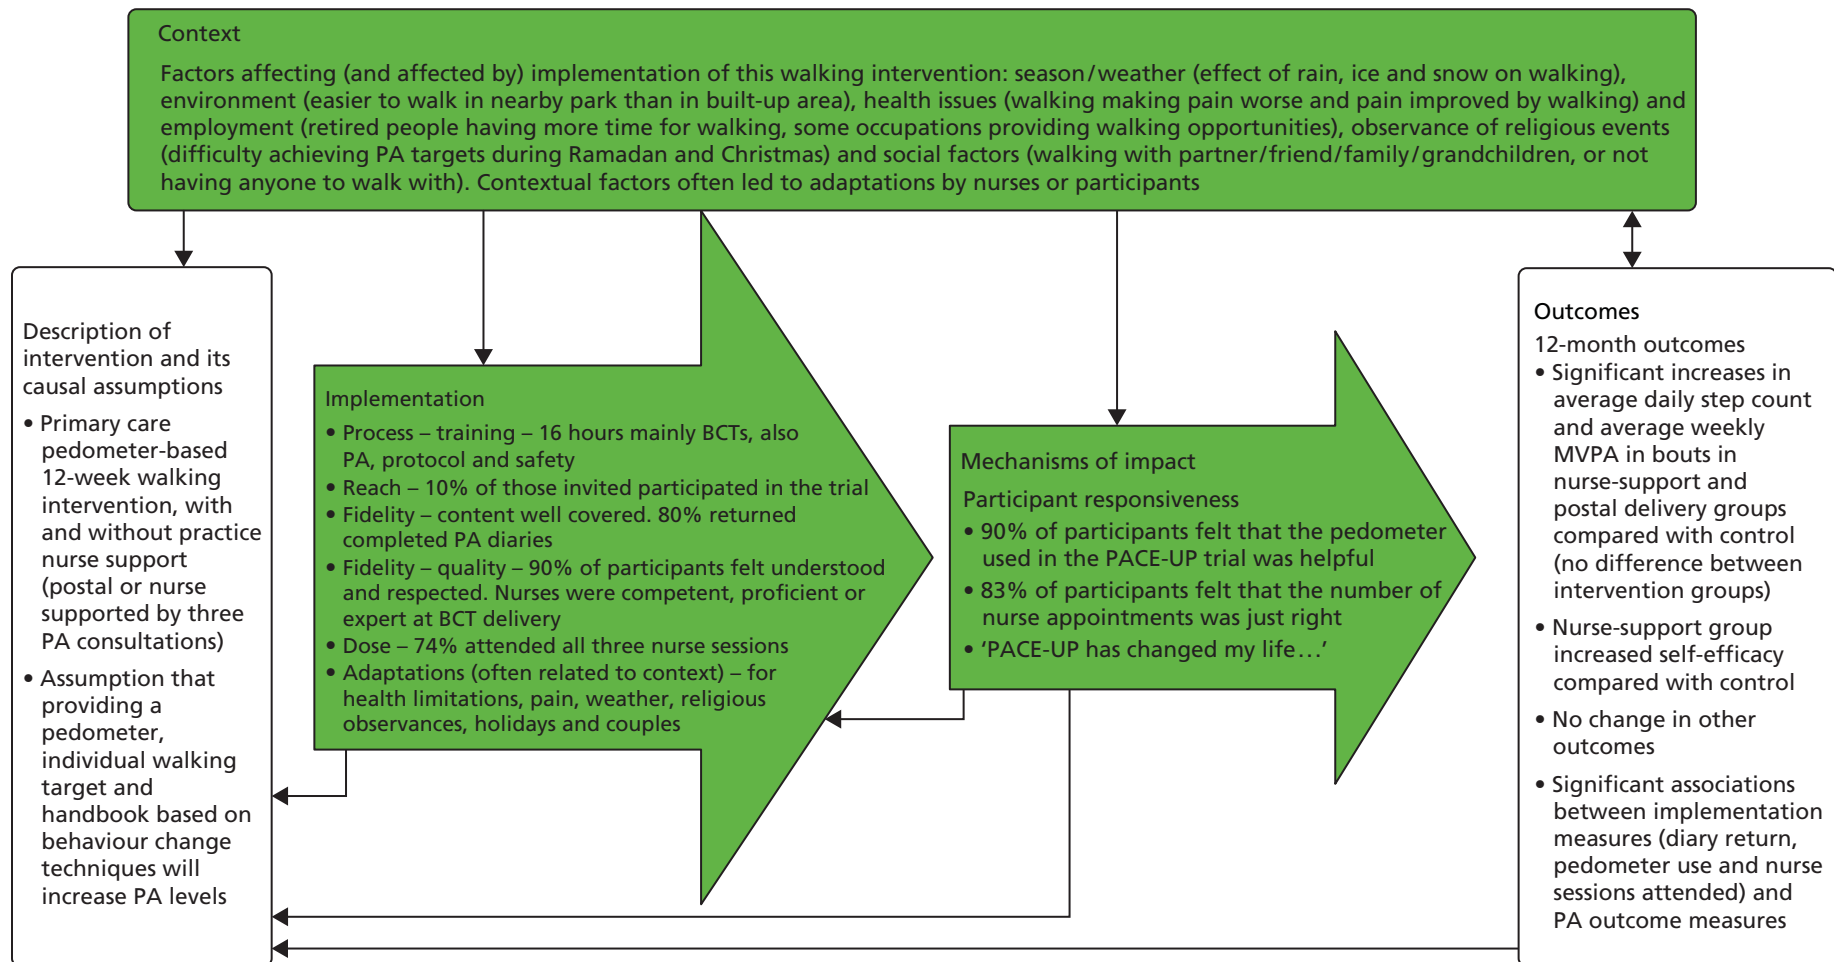 Context
Factors affecting (and affected by) implementation of this walking intervention: season/weather (effect of rain, ice and snow on walking),
environment (easier to walk in nearby park than in built-up area), health issues (walking making pain worse and pain improved by walking) and
employment (retired people having more time for walking, some occupations providing walking opportunities), observance of religious events
(difficulty achieving PA targets during Ramadan and Christmas) and social factors (walking with partner/friend/family/grandchildren, or not
having anyone to walk with). Contextual factors often led to adaptations by nurses or participants
Description of
intervention and its
causal assumptions
• Primary care
pedometer-based
12-week walking
intervention, with
and without practice
nurse support
(postal or nurse
supported by three
PA consultations)
• Assumption that
providing a
pedometer,
individual walking
target and
handbook based on
behaviour change
techniques will
increase PA levels
Implementation
• Process – training – 16 hours mainly BCTs, also
PA, protocol and safety
• Reach – 10% of those invited participated in the trial
• Fidelity – content well covered. 80% returned
completed PA diaries
• Fidelity – quality – 90% of participants felt understood
and respected. Nurses were competent, proficient or
expert at BCT delivery
• Dose – 74% attended all three nurse sessions
• Adaptations (often related to context) – for
health limitations, pain, weather, religious
observances, holidays and couples
Mechanisms of impact
Participant responsiveness
• 90% of participants felt that the pedometer
used in the PACE-UP trial was helpful
• 83% of participants felt that the number of
nurse appointments was just right
• ‘PACE-UP has changed my life…’
Outcomes
12-month outcomes
• Significant increases in
average daily step count
and average weekly
MVPA in bouts in
nurse-support and
postal delivery groups
compared with control
(no difference between
intervention groups)
• Nurse-support group
increased self-efficacy
compared with control
• No change in other
outcomes
• Significant associations
between implementation
measures (diary return,
pedometer use and nurse
sessions attended) and
PA outcome measures